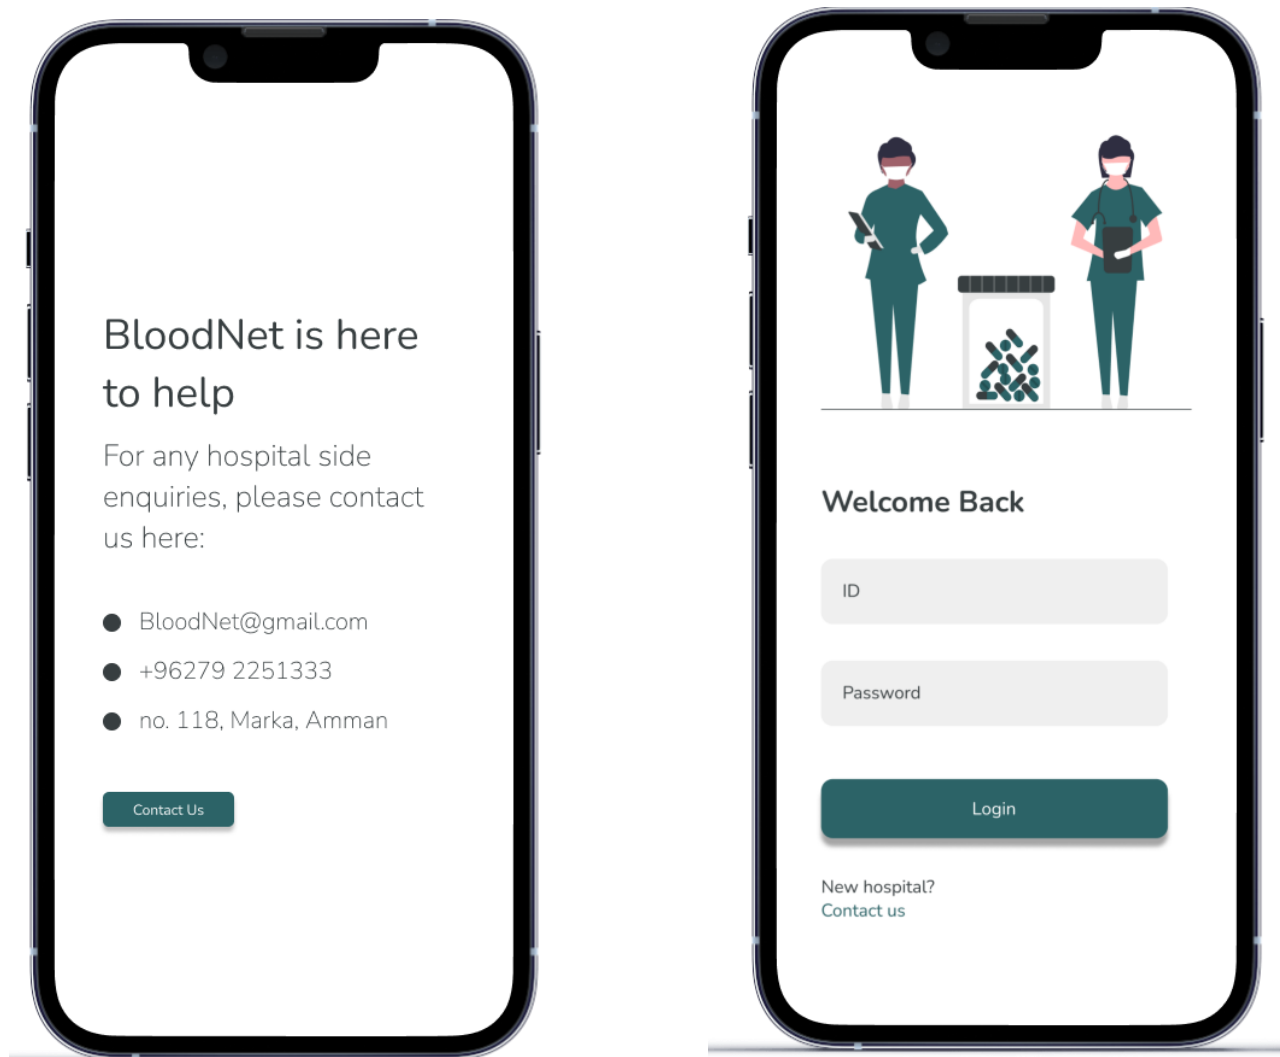 BloodNet is here
to help
For any hospital side
enquiries, please contact
us here:
BloodNet@gmail.com
+96279 2251333
no. 118, Marka, Amman
Contact Us
Welcome Back
ID
Password
Login
New hospital?
Contact us